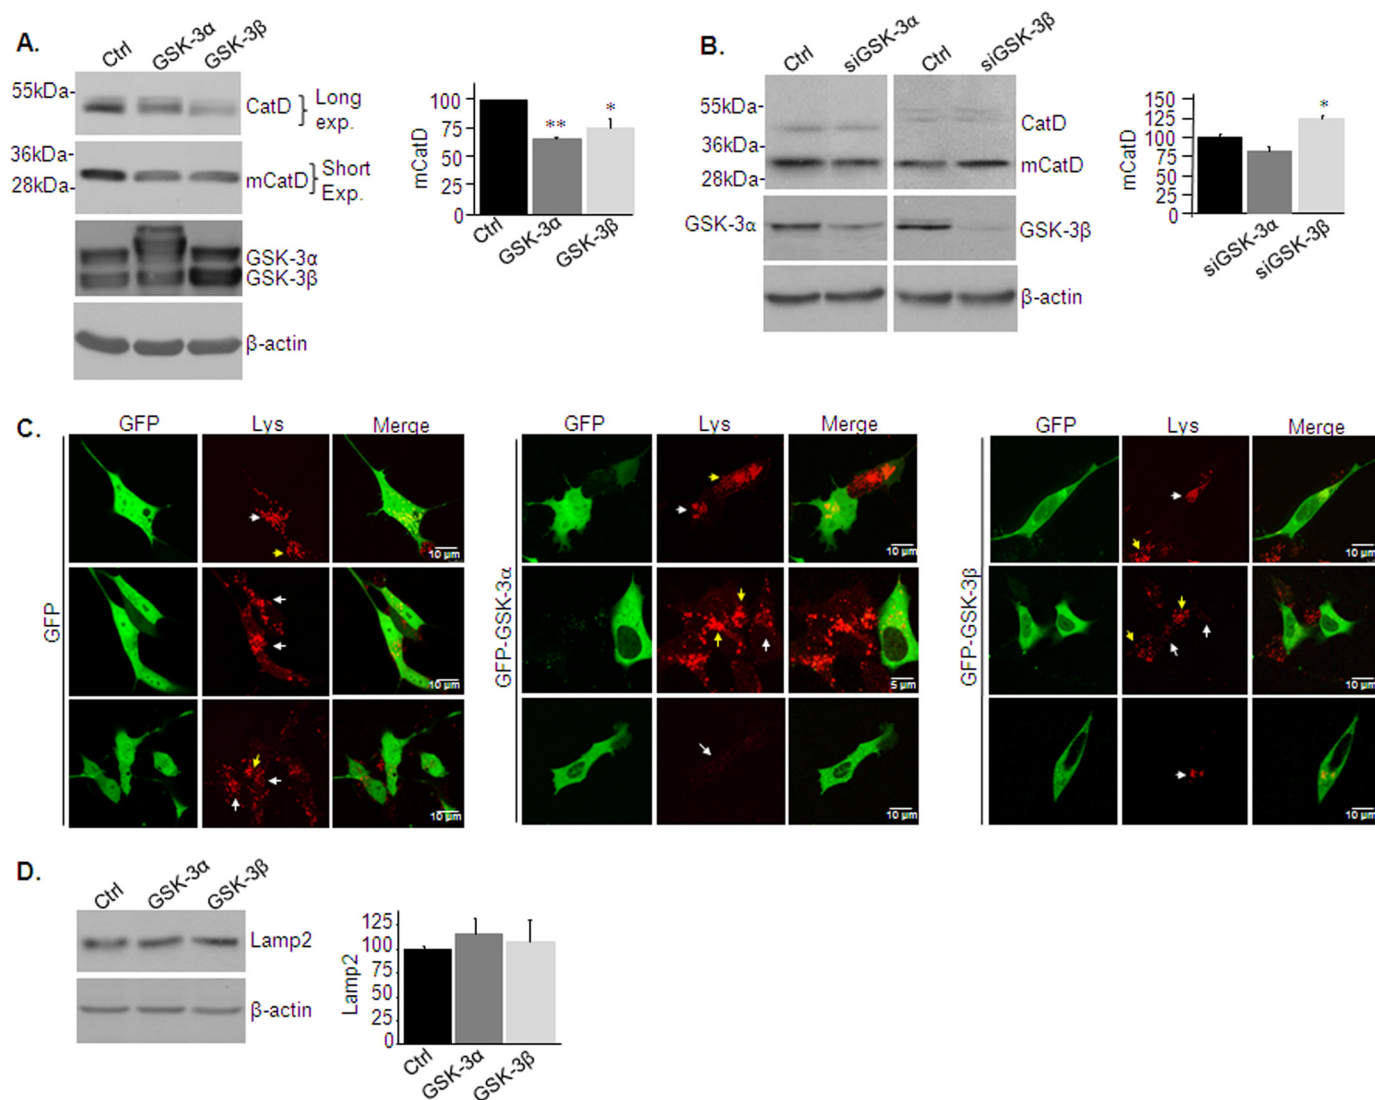 A.
Ctrl GSK-3α GSK-3β
55kDa-
CatD } Long exp.
36kDa-
28kDa-
mCatD } Short Exp.
GSK-3α
GSK-3β
β-actin
mCatD
100
75
50
25
0
**
*
Ctrl
GSK-3α
GSK-3β
B.
Ctrl siGSK-3α Ctrl siGSK-3β
55kDa-
36kDa-
28kDa-
CatD
mCatD
GSK-3α
GSK-3β
β-actin
mCatD
150
125
100
75
50
25
0
*
siGSK-3α
siGSK-3β
C.
GFP Lys Merge
GFP
10 µm
10 µm
10 µm
GFP Lys Merge
GFP-GSK-3α
10 µm
5 µm
10 µm
GFP Lys Merge
GFP-GSK-3β
10 µm
10 µm
10 µm
D.
Ctrl GSK-3α GSK-3β
Lamp2
β-actin
Lamp2
125
100
75
50
25
0
Ctrl
GSK-3α
GSK-3β